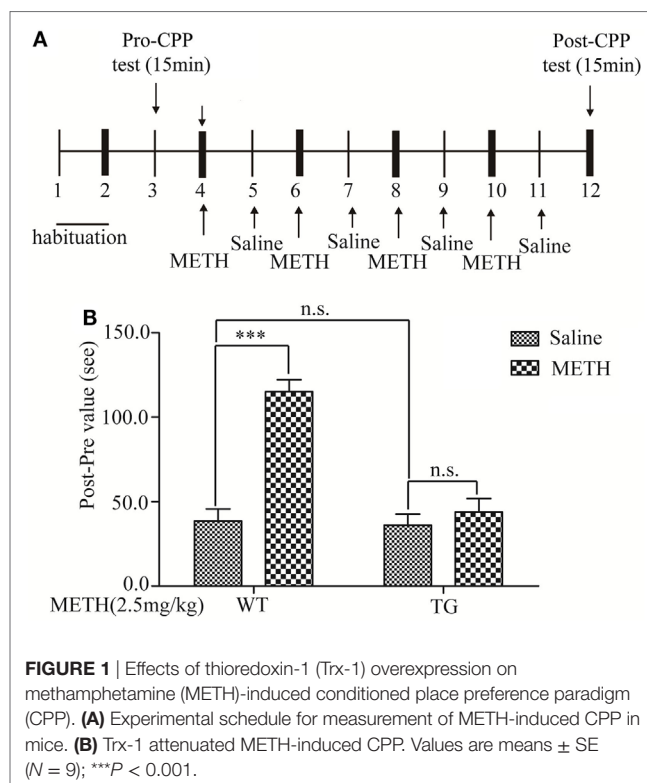 A
Pro-CPP
test (15min)
Post-CPP
test (15min)
1 2 3 4 5 6 7 8 9 10 11 12
habituation
METH Saline METH Saline METH Saline METH Saline
B
n.s.
***
n.s.
Saline
METH
Post-Pre value (see)
150.0
100.0
50.0
0.0
METH(2.5mg/kg) WT TG
FIGURE 1 | Effects of thioredoxin-1 (Trx-1) overexpression on
methamphetamine (METH)-induced conditioned place preference paradigm
(CPP). (A) Experimental schedule for measurement of METH-induced CPP in
mice. (B) Trx-1 attenuated METH-induced CPP. Values are means ± SE
(N = 9); ***P < 0.001.